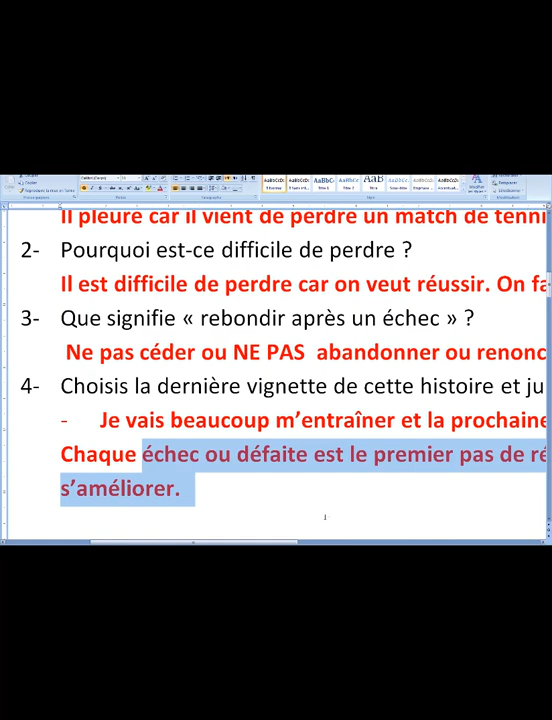 Il pleure car il vient de perdre un match de tenni
2- Pourquoi est-ce difficile de perdre ?
Il est difficile de perdre car on veut réussir. On fa
3- Que signifie « rebondir après un échec » ?
Ne pas céder ou NE PAS abandonner ou renonc
4- Choisis la dernière vignette de cette histoire et ju
- Je vais beaucoup m’entraîner et la prochaine
Chaque échec ou défaite est le premier pas de ré
s’améliorer.